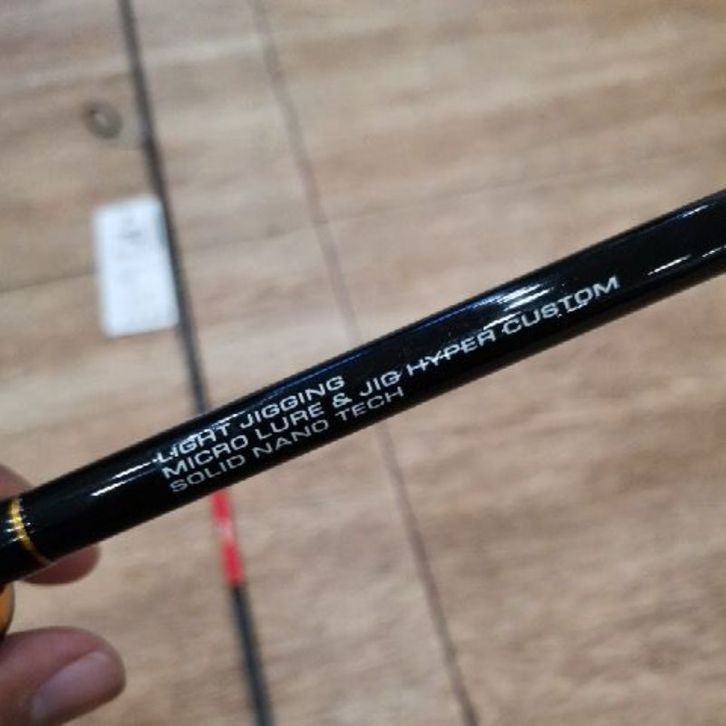 LIGHT JIGGING
MICRO LURE & JIG HYPER CUSTOM
SOLID NANO TECH